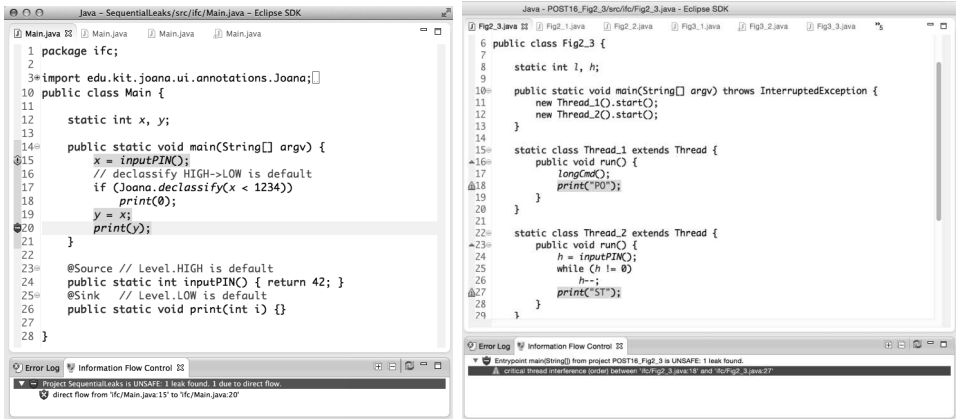 Java - SequentialLeaks/src/ifc/Main.java - Eclipse SDK
Main.java Main.java Main.java Main.java
1 package ifc;
2
3 import edu.kit.joana.ui.annotations.Joana;
10 public class Main {
11
12 static int x, y;
13
14 public static void main(String[] argv) {
15 x = inputPIN();
16 // declassify HIGH->LOW is default
17 if (Joana.declassify(x < 1234))
18 print(0);
19 y = x;
20 print(y);
21 }
22
23 @Source // Level.HIGH is default
24 public static int inputPIN() { return 42; }
25 @Sink // Level.LOW is default
26 public static void print(int i) {}
27
28 }
Error Log Information Flow Control
Project SequentialLeaks is UNSAFE: 1 leak found. 1 due to direct flow.
direct flow from 'ifc/Main.java:15' to 'ifc/Main.java:20'
Java - POST16_Fig2_3/src/ifc/Fig2_3.java - Eclipse SDK
Fig2_3.java Fig2_1.java Fig2_2.java Fig3_1.java Fig3_2.java Fig3_3.java »5
6 public class Fig2_3 {
7
8 static int l, h;
9
10 public static void main(String[] argv) throws InterruptedException {
11 new Thread_1().start();
12 new Thread_2().start();
13 }
14
15 static class Thread_1 extends Thread {
16 public void run() {
17 longCmd();
18 print("PO");
19 }
20 }
21
22 static class Thread_2 extends Thread {
23 public void run() {
24 h = inputPIN();
25 while (h != 0)
26 h--;
27 print("ST");
28 }
29 }
Error Log Information Flow Control
Entrypoint main(String[]) from project POST16_Fig2_3 is UNSAFE: 1 leak found.
critical thread interference (order) between 'ifc/Fig2_3.java:18' and 'ifc/Fig2_3.java:27'